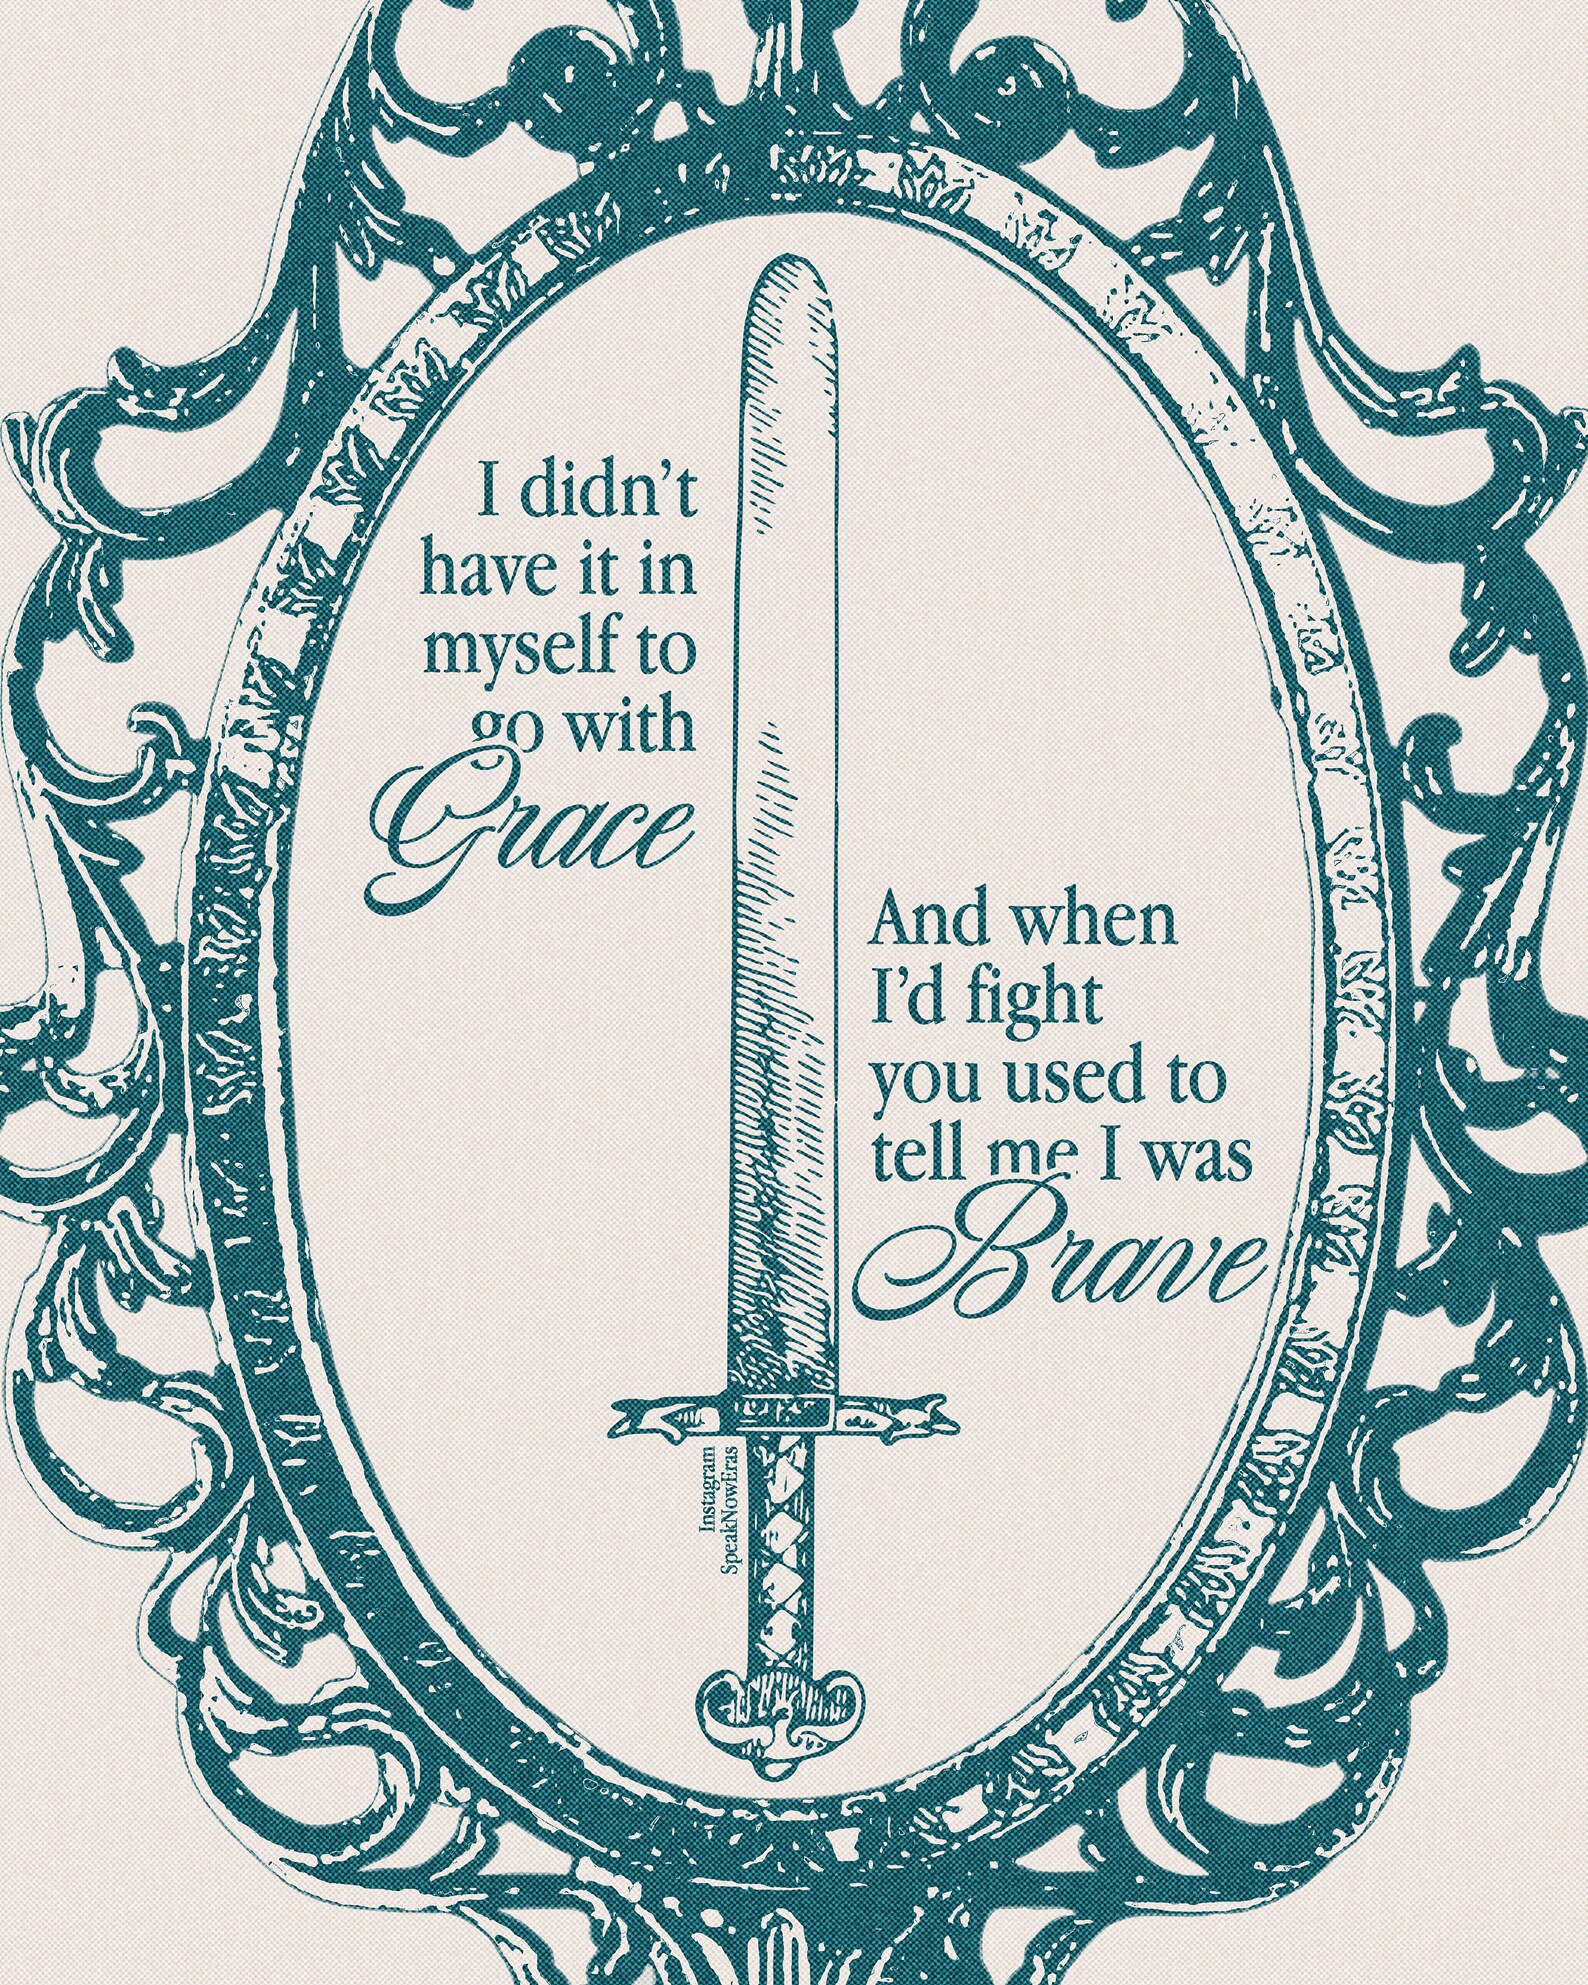 I didn't
have it in
myself to
go with
Grace
And when
I'd fight
you used to
tell me I was
Brave
Instagram
SpeakNowEras